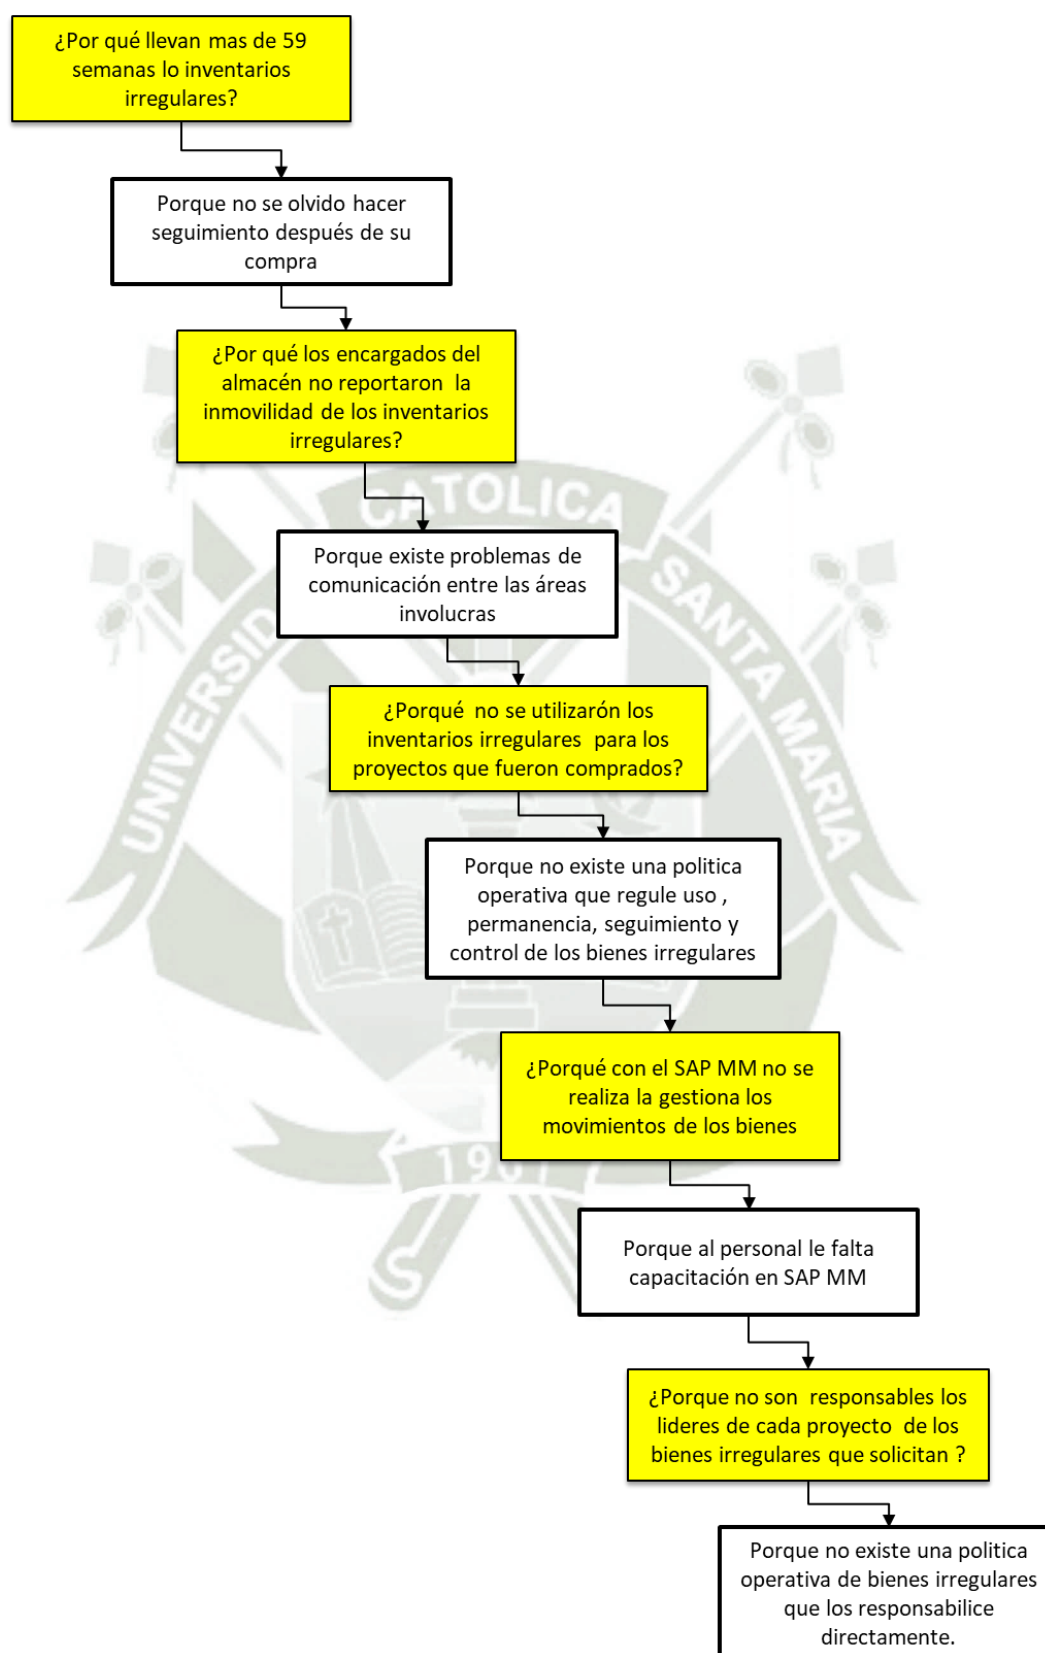 ¿Por qué llevan mas de 59
semanas lo inventarios
irregulares?
Porque no se olvido hacer
seguimiento después de su
compra
¿Por qué los encargados del
almacén no reportaron la
inmovilidad de los inventarios
irregulares?
Porque existe problemas de
comunicación entre las áreas
involucras
¿Porqué no se utilizarón los
inventarios irregulares para los
proyectos que fueron comprados?
Porque no existe una politica
operativa que regule uso ,
permanencia, seguimiento y
control de los bienes irregulares
¿Porqué con el SAP MM no se
realiza la gestiona los
movimientos de los bienes
Porque al personal le falta
capacitación en SAP MM
¿Porque no son responsables los
lideres de cada proyecto de los
bienes irregulares que solicitan ?
Porque no existe una politica
operativa de bienes irregulares
que los responsabilice
directamente.
CATOLICA
SANTA MARIA